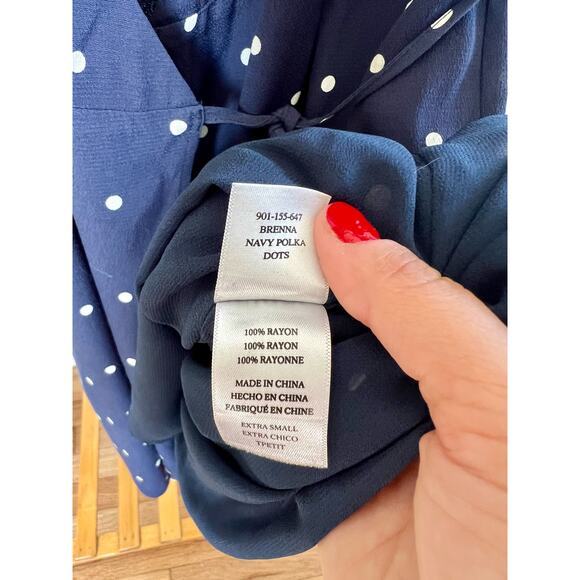 901-155-647
BRENNA
NAVY POLKA
DOTS
100% RAYON
100% RAYON
100% RAYONNE
MADE IN CHINA
HECHO EN CHINA
FABRIQUÉ EN CHINE
EXTRA SMALL
EXTRA CHICO
TPETIT